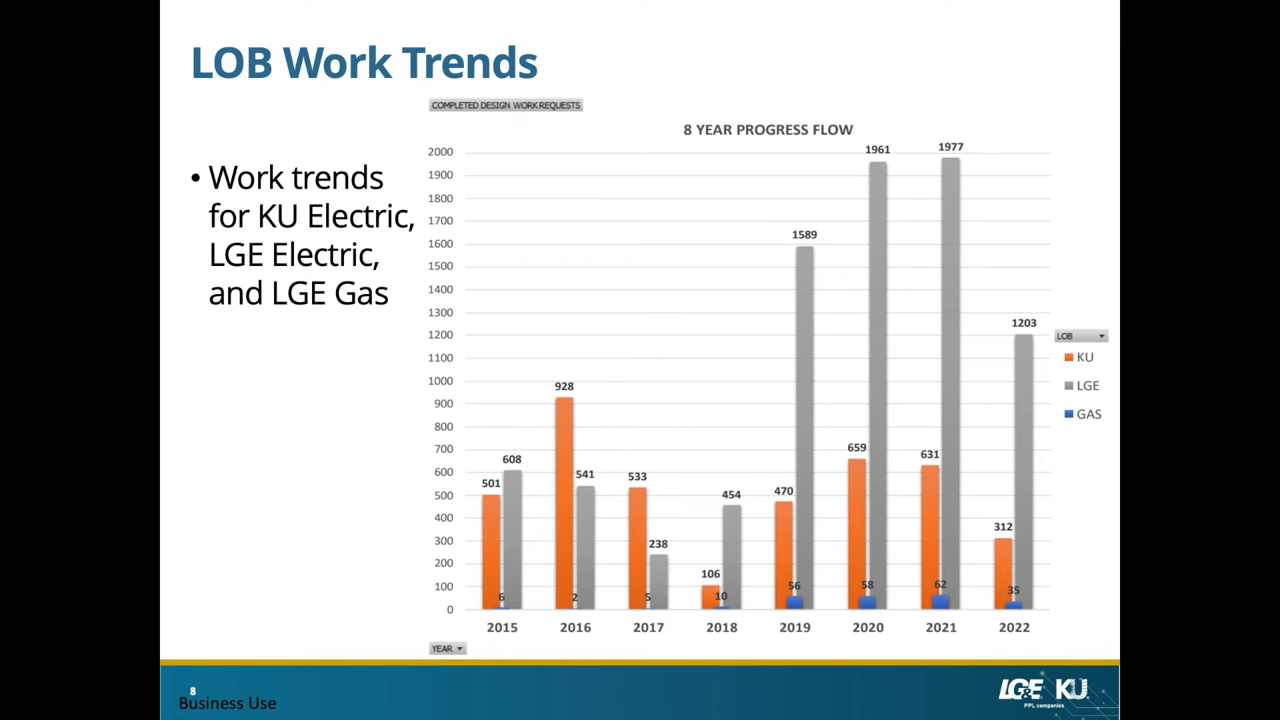 LOB Work Trends
COMPLETED DESIGN WORK REQUESTS
8 YEAR PROGRESS FLOW
• Work trends
for KU Electric,
LGE Electric,
and LGE Gas
2000
1900
1800
1700
1600
1500
1400
1300
1200
1100
1000
900
800
700
600
500
400
300
200
100
0
501
6
608
928
2
541
533
5
238
106
10
454
470
56
1589
659
58
1961
631
62
1977
312
35
1203
2015 2016 2017 2018 2019 2020 2021 2022
LOB
KU
LGE
GAS
YEAR
8
Business Use
LG&E KU
PPL companies